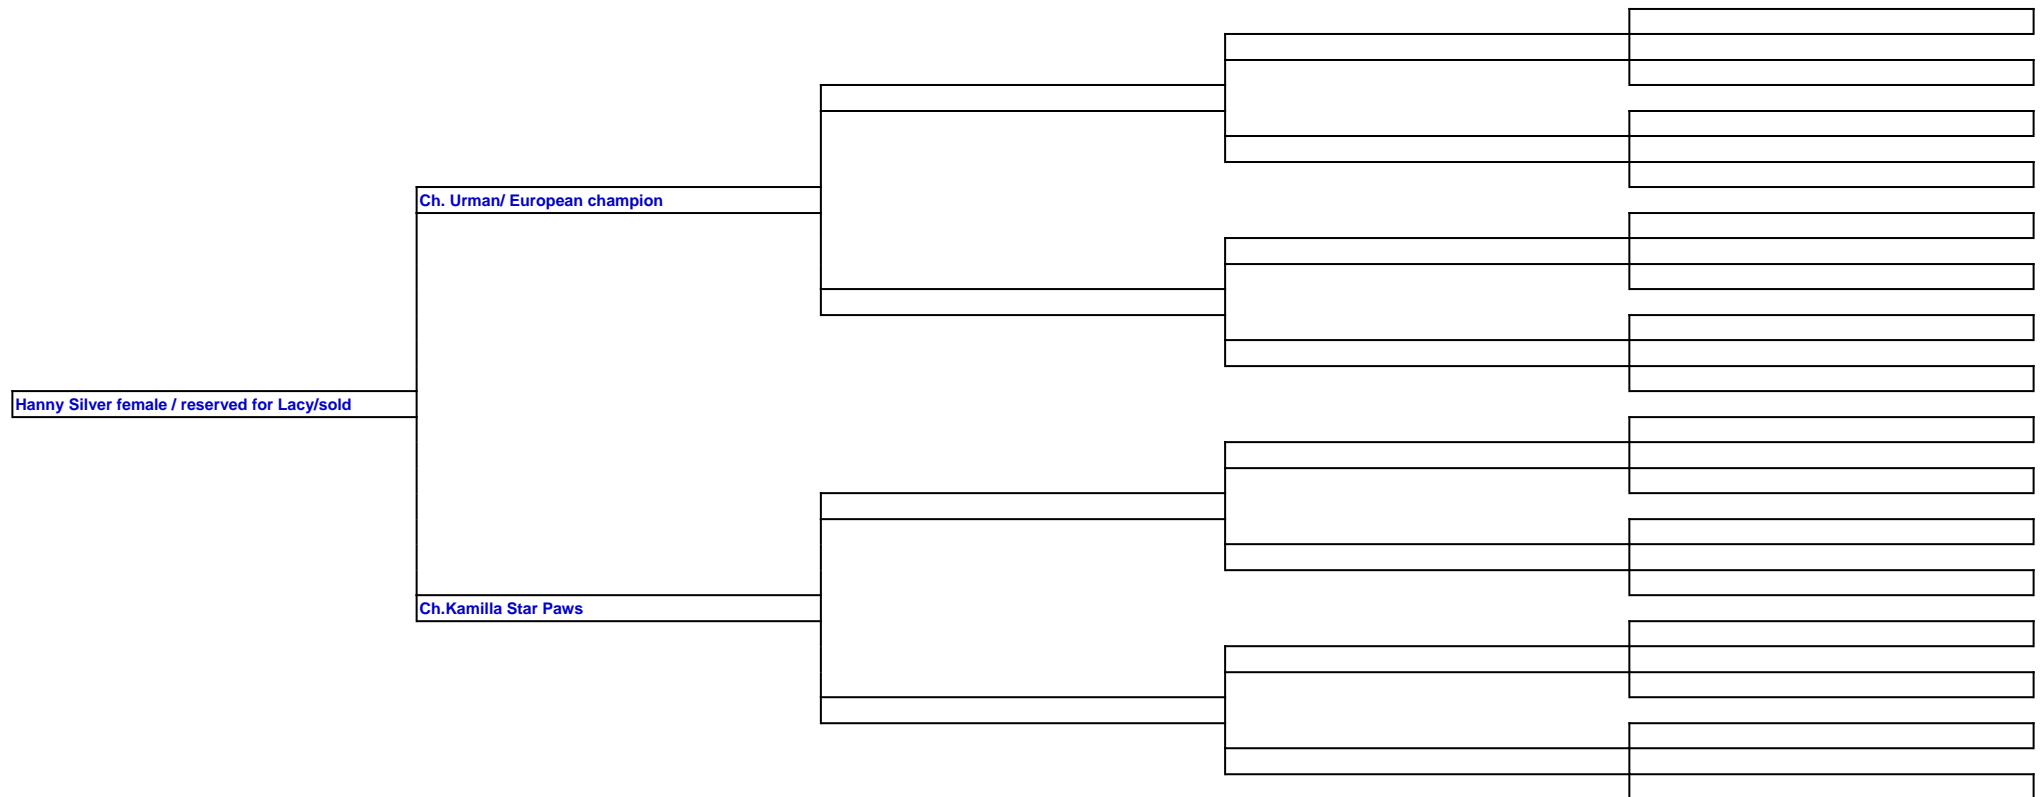 Ch. Urman/ European champion
Hanny Silver female / reserved for Lacy/sold
Ch.Kamilla Star Paws